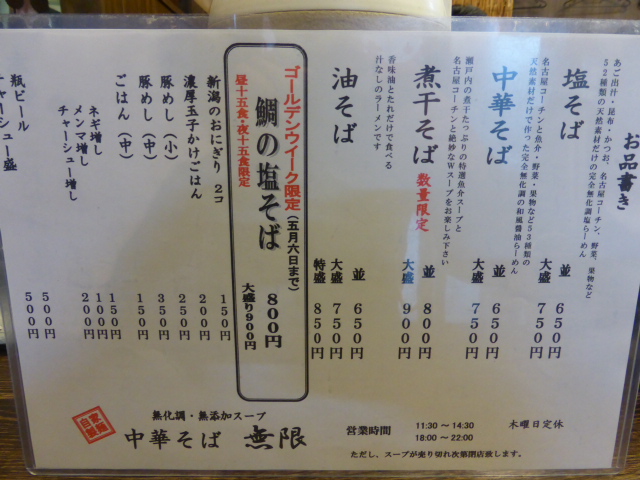 お品書き
塩そば
あご出汁・昆布・かつお、名古屋コーチン、野菜、果物など
52種類の天然素材だけの完全無化調塩らーめん
並 650円
大盛 750円
中華そば
名古屋コーチンと魚介・野菜・果物など53種類の
天然素材だけで作った完全無化調の和風醤油らーめん
並 650円
大盛 750円
煮干そば 数量限定
瀬戸内の煮干たっぷりの特選魚介スープと
名古屋コーチンと絶妙なWスープをお楽しみ下さい
並 800円
大盛 900円
油そば
香味油とたれだけで食べる
汁なしのラーメンです
並 650円
大盛 750円
特盛 850円
ゴールデンウイーク限定(五月六日まで)
鯛の塩そば 800円
昼十五食・夜十五食限定 大盛り900円
新潟のおにぎり 2コ 150円
濃厚玉子かけごはん 200円
豚めし(小) 250円
豚めし(中) 350円
ごはん(中) 150円
ネギ増し 150円
メンマ増し 100円
チャーシュー増し 200円
瓶ビール 500円
チャーシュー盛 500円
自家製麺
無化調・無添加スープ
中華そば 無限
営業時間 11:30~14:30
18:00~22:00
木曜日定休
ただし、スープが売り切れ次第閉店致します。